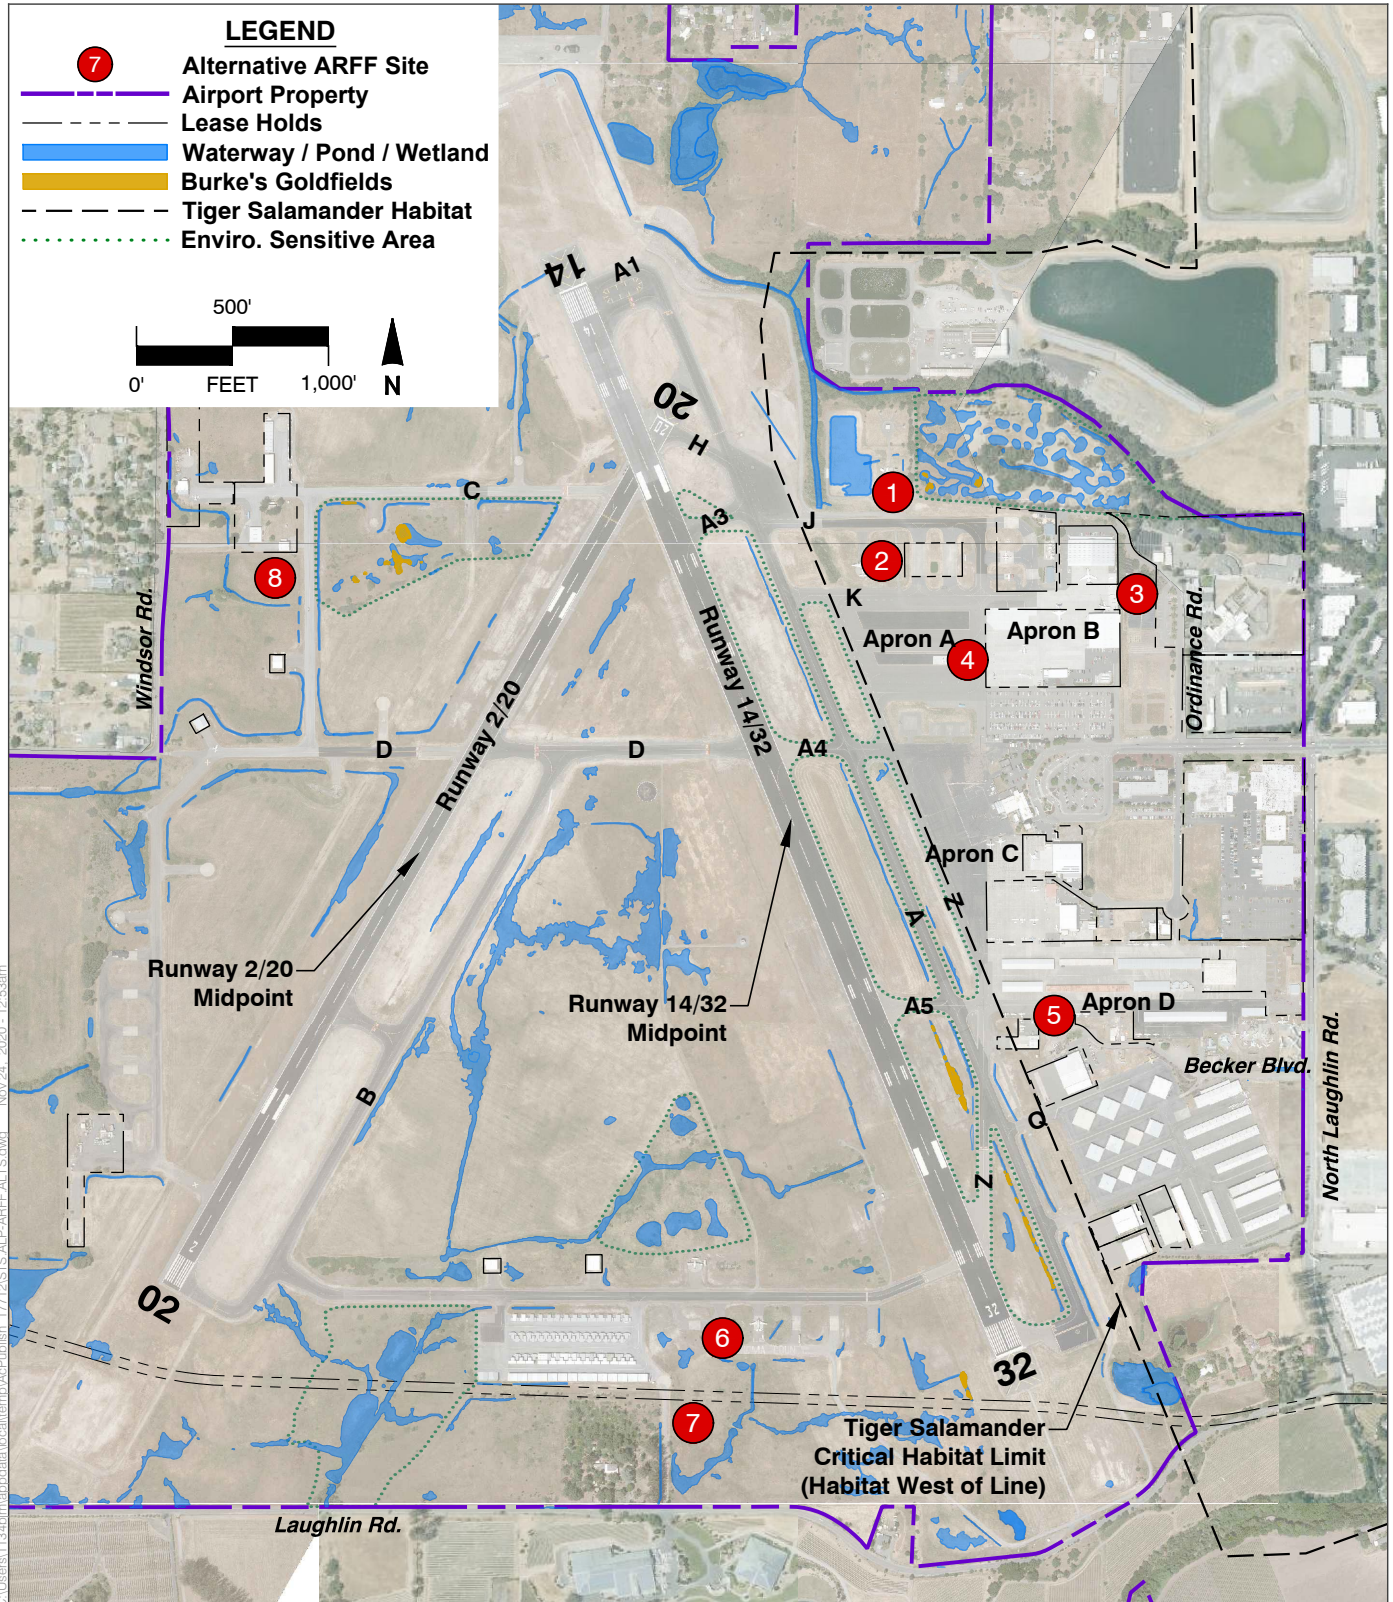 LEGEND
7
Alternative ARFF Site
Airport Property
Lease Holds
Waterway / Pond / Wetland
Burke's Goldfields
Tiger Salamander Habitat
Enviro. Sensitive Area
500'
0'
FEET
1,000'
N
14
A1
14
20
20
H
C
A3
J
1
2
3
8
K
Apron A
Apron B
4
Windsor Rd.
Ordinance Rd.
Runway 2/20
Runway 14/32
D
D
A4
Apron C
Z
A
Runway 2/20
Midpoint
Runway 14/32
Midpoint
A5
5
Apron D
Becker Blvd.
North Laughlin Rd.
B
Q
Z
2
02
32
32
6
7
Tiger Salamander
Critical Habitat Limit
(Habitat West of Line)
Laughlin Rd.